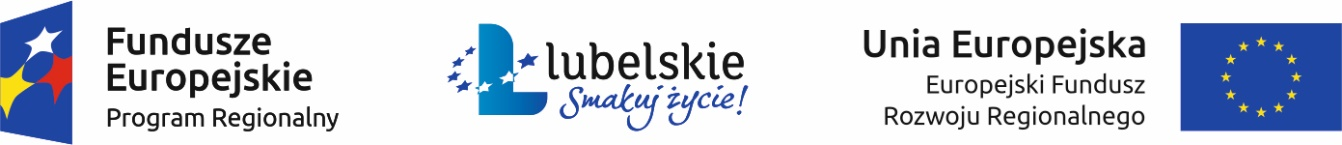 Fundusze
Europejskie
Program Regionalny
lubelskie
Smakuj życie!
Unia Europejska
Europejski Fundusz
Rozwoju Regionalnego